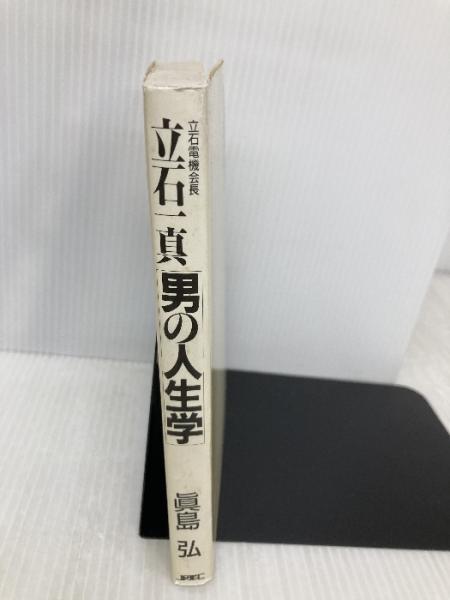 立石電機会長
立石一真
「男の人生学」
眞島 弘